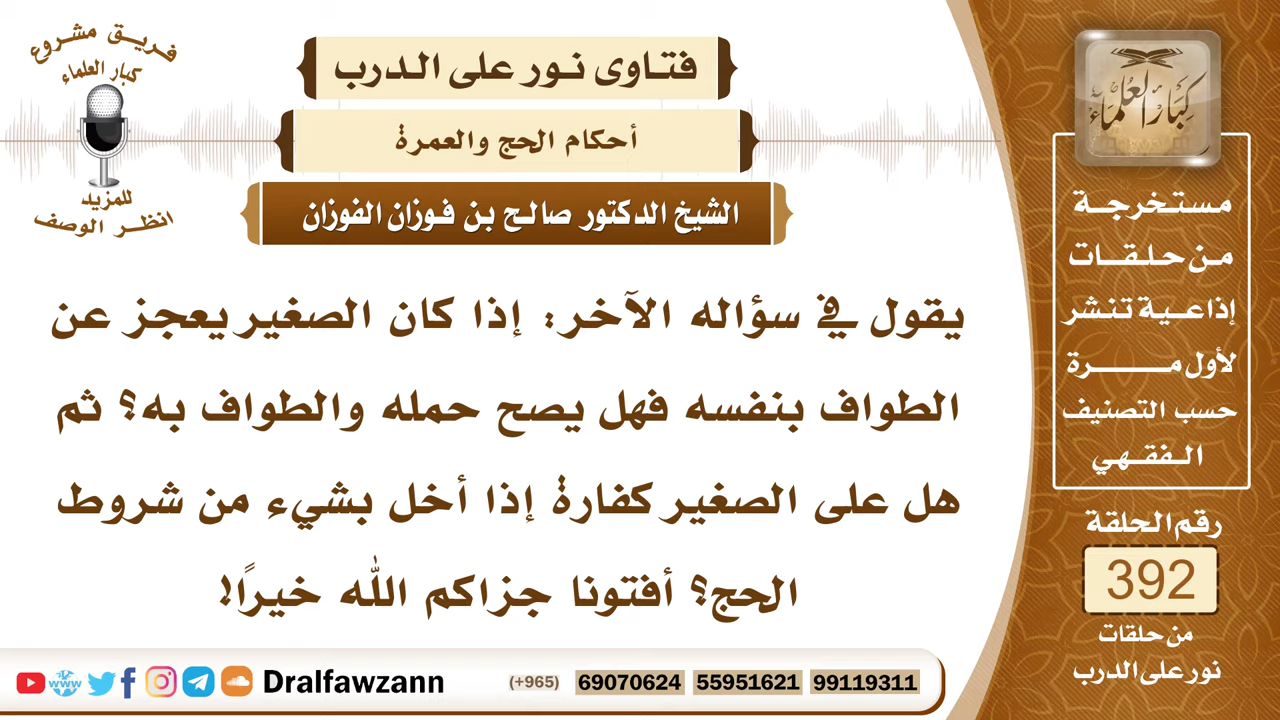 فريق مشروع
كبار العلماء
للمزيد
انظر الوصف
فتاوى نور على الدرب
أحكام الحج والعمرة
الشيخ الدكتور صالح بن فوزان الفوزان
يقول في سؤاله الآخر: إذا كان الصغير يعجز عن
الطواف بنفسه فهل يصح حمله والطواف به؟ ثم
هل على الصغير كفارة إذا أخل بشيء من شروط
الحج؟ أفتونا جزاكم الله خيرًا!
كبار العلماء
مستخرجة
من حلقات
إذاعية تنشر
لأول مرة
حسب التصنيف
الفقهي
رقم الحلقة
392
من حلقات
نور على الدرب
www Dralfawzann (+965) 69070624 55951621 99119311